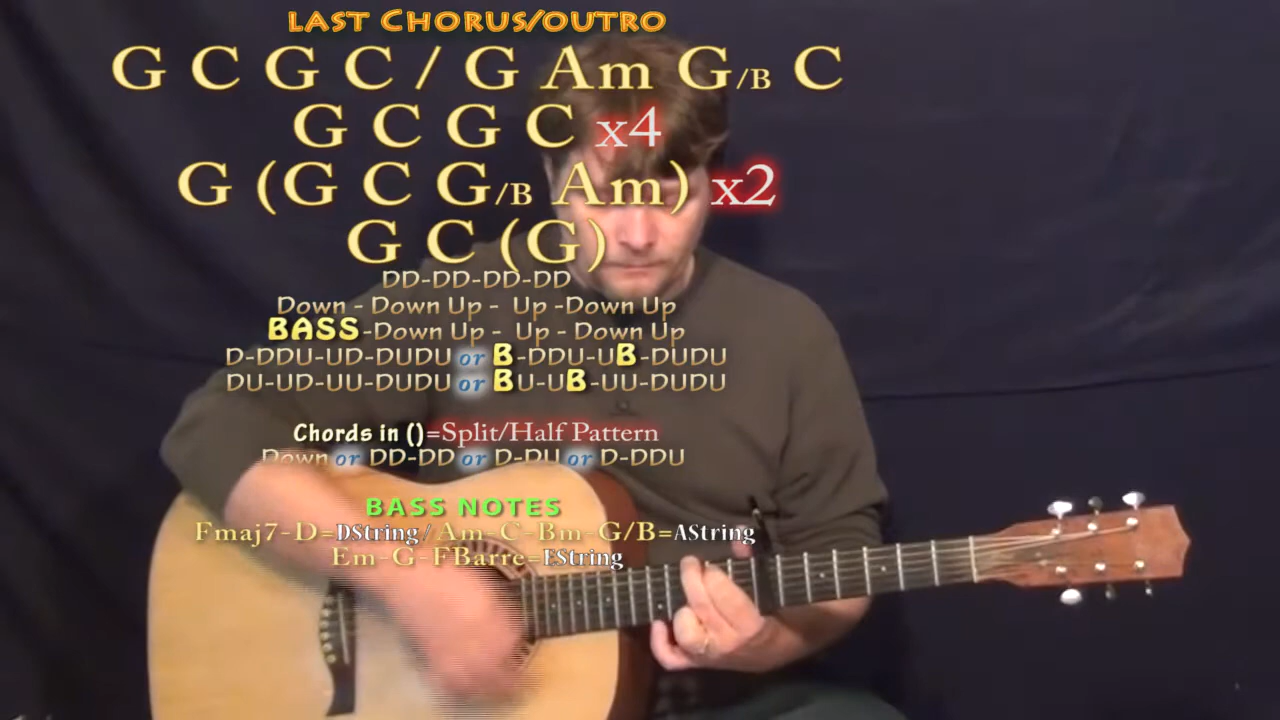 LAST CHORUS/OUTRO
G C G C / G Am G/B C
G C G C x4
G (G C G/B Am) x2
G C (G)
DD-DD-DD-DD
Down - Down Up - Up -Down Up
BASS-Down Up - Up - Down Up
D-DDU-UD-DUDU or B-DDU-UB-DUDU
DU-UD-UU-DUDU or BU-UB-UU-DUDU
Chords in ()=Split/Half Pattern
Down or DD-DD or D-DU or D-DDU
BASS NOTES
Fmaj7-D=DString/Am-C-Bm-G/B=AString
Em-G-FBarre=EString